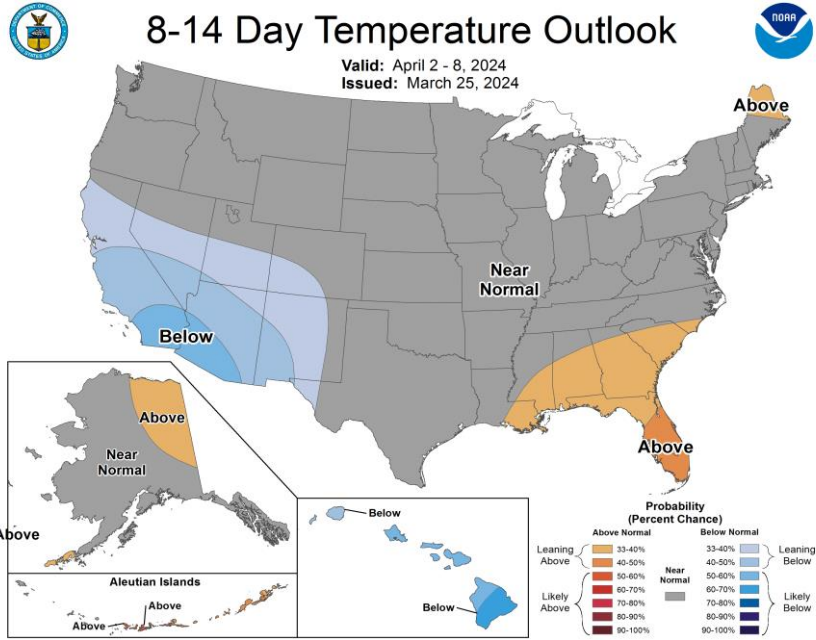 8-14 Day Temperature Outlook
NOAA
Valid: April 2 - 8, 2024
Issued: March 25, 2024
Above
Near
Normal
Below
Above
Above
Near
Normal
Above
Aleutian Islands
Above
Above
Below
Below
Probability
(Percent Chance)
Above Normal Below Normal
Leaning
Above
33-40%
40-50%
Likely
Above
50-60%
60-70%
70-80%
80-90%
90-100%
Near
Normal
33-40%
40-50%
Leaning
Below
50-60%
60-70%
70-80%
80-90%
90-100%
Likely
Below